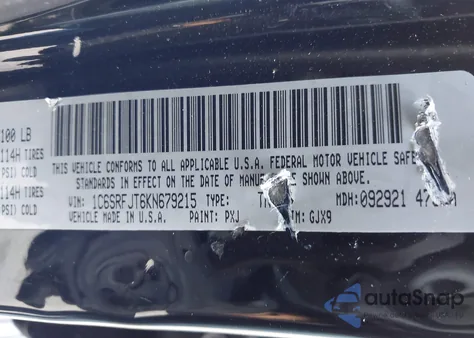 100 LB
114H TIRES
PSI) COLD
114H TIRES
PSI) COLD
THIS VEHICLE CONFORMS TO ALL APPLICABLE U.S.A. FEDERAL MOTOR VEHICLE SAFE
STANDARDS IN EFFECT ON THE DATE OF MANUFACTURE SHOWN ABOVE.
VIN: 1C6SRFJT6KN679215 TYPE: MDH: 092921
VEHICLE MADE IN U.S.A. PAINT: PXJ TRIM: GJX9
autoSnap